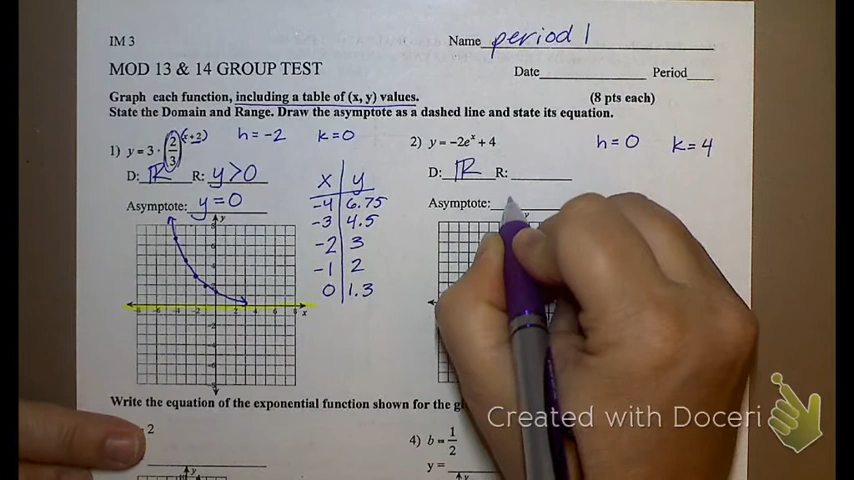 IM 3
Name period 1
MOD 13 & 14 GROUP TEST
Date Period
Graph each function, including a table of (x, y) values. (8 pts each)
State the Domain and Range. Draw the asymptote as a dashed line and state its equation.
1) y = 3 · (2/3)^(x+2) h = -2 k = 0
D: ℝ R: y > 0
Asymptote: y = 0
x y
-4 6.75
-3 4.5
-2 3
-1 2
0 1.3
2) y = -2e^x + 4 h = 0 k = 4
D: ℝ R:
Asymptote:
Write the equation of the exponential function shown for the
2
4) b = 1/2
y =
Created with Doceri